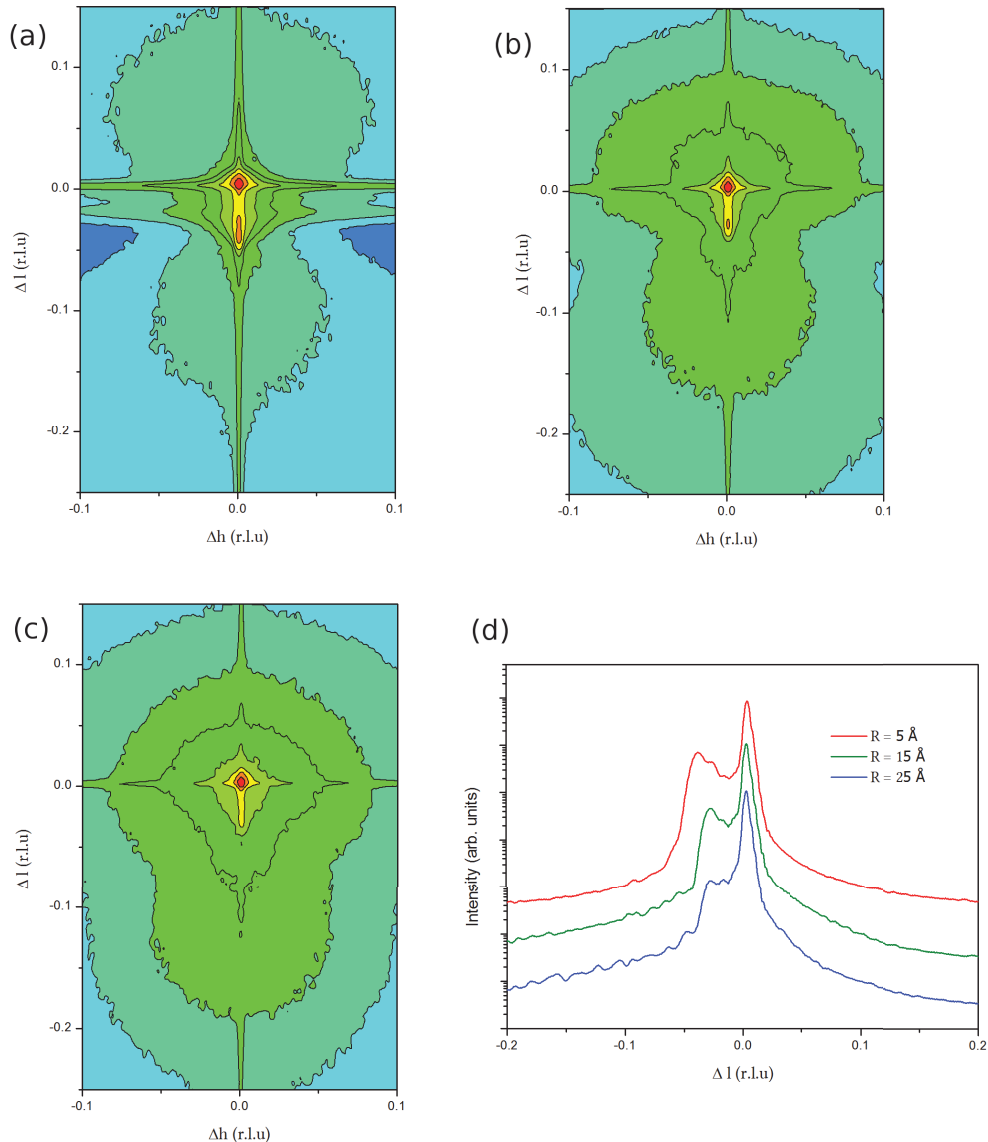 (a)
0.1
0.0
-0.1
-0.2
Δ l (r.l.u)
-0.1
0.0
0.1
Δh (r.l.u)
(b)
0.1
0.0
-0.1
-0.2
Δ l (r.l.u)
-0.1
0.0
0.1
Δh (r.l.u)
(c)
0.1
0.0
-0.1
-0.2
Δ l (r.l.u)
-0.1
0.0
0.1
Δh (r.l.u)
(d)
R = 5 Å
R = 15 Å
R = 25 Å
Intensity (arb. units)
-0.2
-0.1
0.0
0.1
0.2
Δ l (r.l.u)